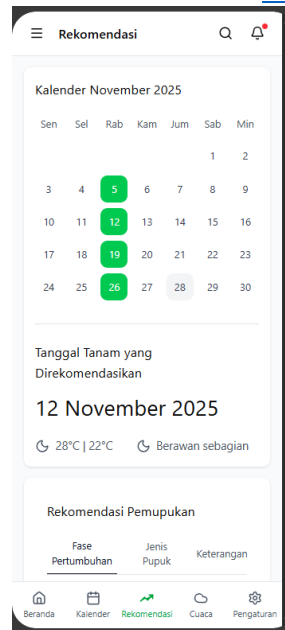 Rekomendasi
Kalender November 2025
Sen Sel Rab Kam Jum Sab Min
1 2
3 4 5 6 7 8 9
10 11 12 13 14 15 16
17 18 19 20 21 22 23
24 25 26 27 28 29 30
Tanggal Tanam yang
Direkomendasikan
12 November 2025
28°C | 22°C Berawan sebagian
Rekomendasi Pemupukan
Fase Jenis
Pertumbuhan Pupuk Keterangan
Beranda Kalender Rekomendasi Cuaca Pengaturan